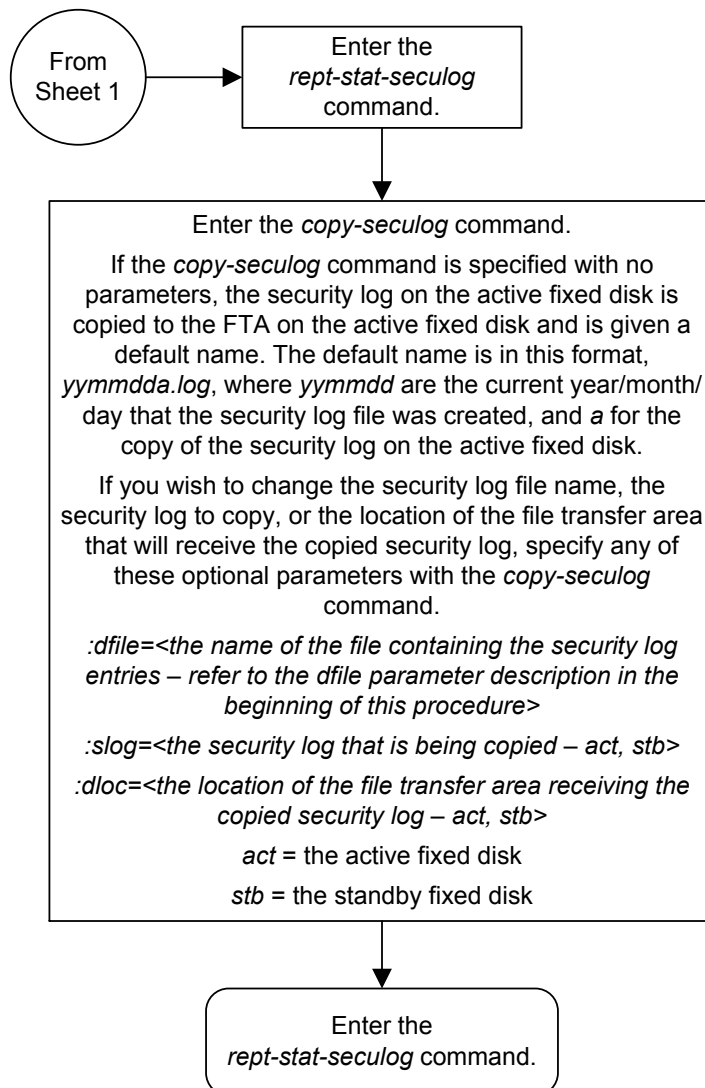 From
Sheet 1
Enter the
rept-stat-seculog
command.
Enter the copy-seculog command.
If the copy-seculog command is specified with no
parameters, the security log on the active fixed disk is
copied to the FTA on the active fixed disk and is given a
default name. The default name is in this format,
yymmdda.log, where yymmdd are the current year/month/
day that the security log file was created, and a for the
copy of the security log on the active fixed disk.
If you wish to change the security log file name, the
security log to copy, or the location of the file transfer area
that will receive the copied security log, specify any of
these optional parameters with the copy-seculog
command.
:dfile=<the name of the file containing the security log
entries – refer to the dfile parameter description in the
beginning of this procedure>
:slog=<the security log that is being copied – act, stb>
:dloc=<the location of the file transfer area receiving the
copied security log – act, stb>
act = the active fixed disk
stb = the standby fixed disk
Enter the
rept-stat-seculog command.